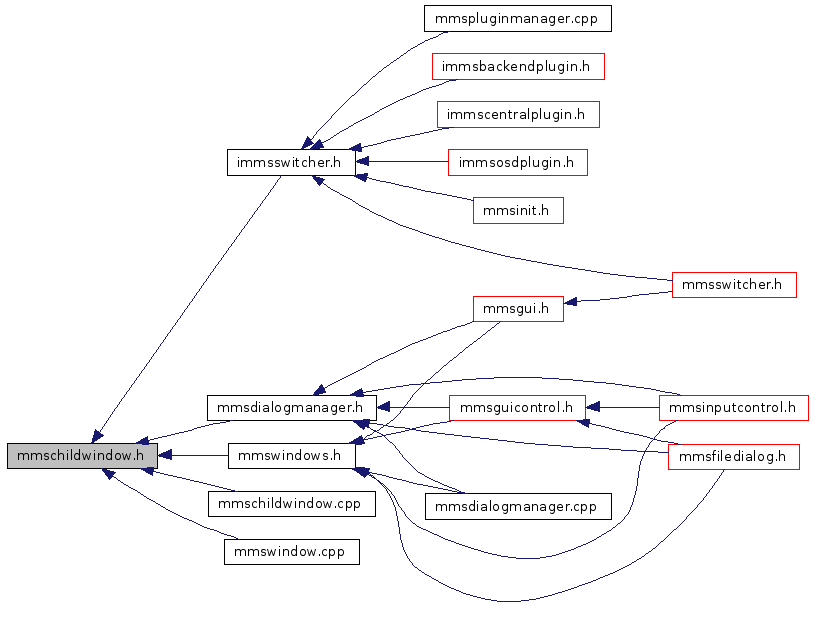 mmspluginmanager.cpp
immsbackendplugin.h
immscentralplugin.h
immsswitcher.h
immsosdplugin.h
mmsinit.h
mmsswitcher.h
mmsgui.h
mmsdialogmanager.h
mmsguicontrol.h
mmsinputcontrol.h
mmschildwindow.h
mmswindows.h
mmsfiledialog.h
mmschildwindow.cpp
mmsdialogmanager.cpp
mmswindow.cpp